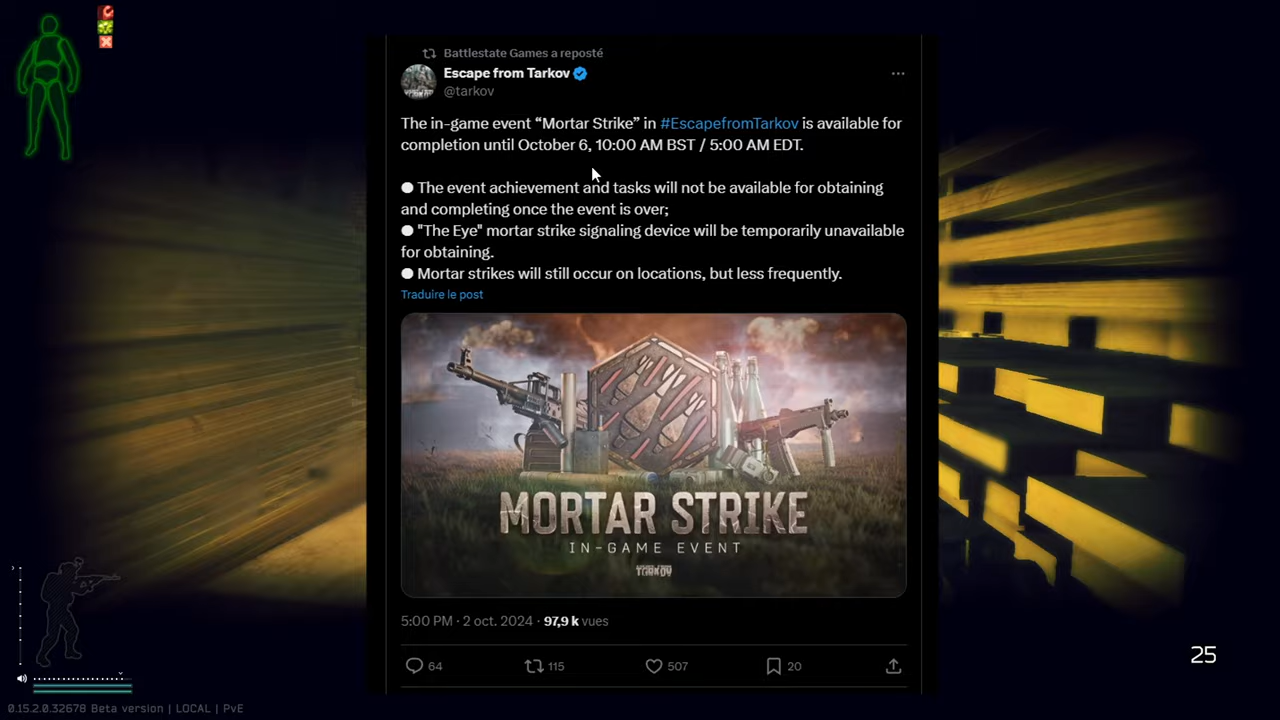 Battlestate Games a reposté
Escape from Tarkov
@tarkov
The in-game event “Mortar Strike” in #EscapefromTarkov is available for
completion until October 6, 10:00 AM BST / 5:00 AM EDT.
● The event achievement and tasks will not be available for obtaining
and completing once the event is over;
● "The Eye" mortar strike signaling device will be temporarily unavailable
for obtaining.
● Mortar strikes will still occur on locations, but less frequently.
Traduire le post
MORTAR STRIKE
IN-GAME EVENT
ESCAPE FROM
TARKOV
5:00 PM · 2 oct. 2024 · 97,9 k vues
64
115
507
20
25
0.15.2.0.32678 Beta version | LOCAL | PvE